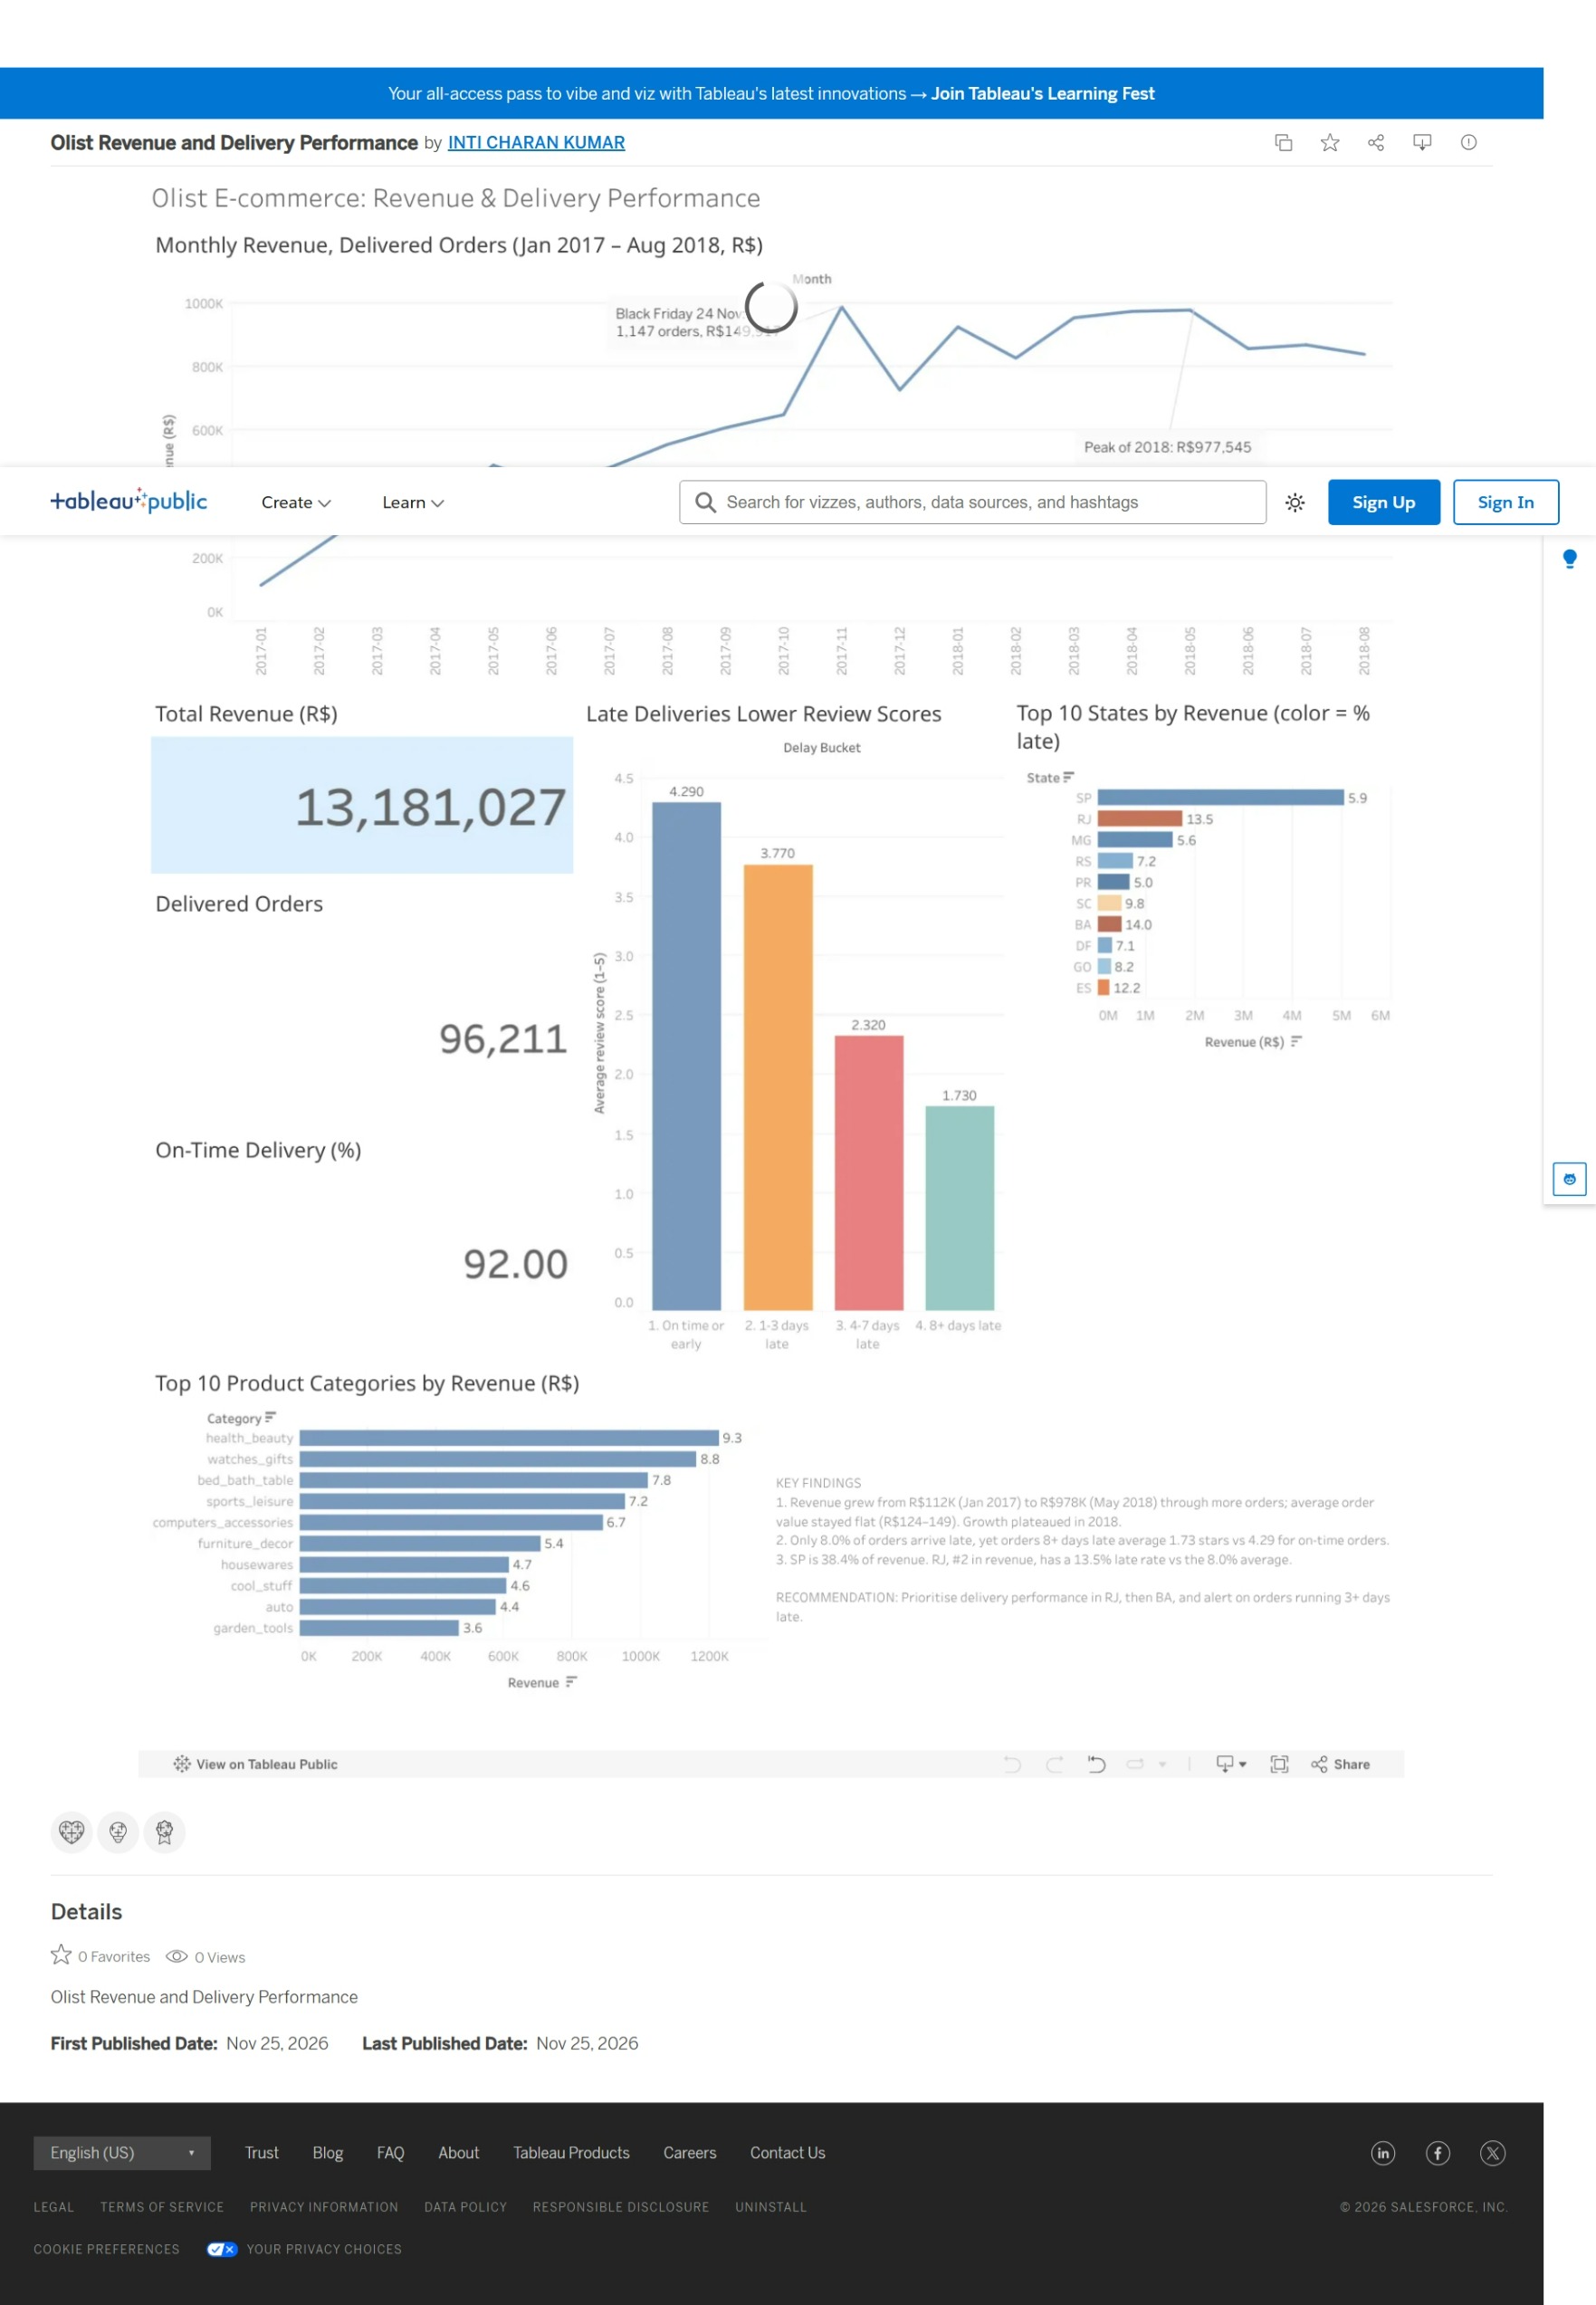 Your all-access pass to vibe and viz with Tableau's latest innovations → Join Tableau's Learning Fest
Olist Revenue and Delivery Performance by INTI CHARAN KUMAR
Olist E-commerce: Revenue & Delivery Performance
Monthly Revenue, Delivered Orders (Jan 2017 – Aug 2018, R$)
Month
1000K
800K
600K
Black Friday 24 Nov
1,147 orders,
Peak of 2018: R$977,545
tableau public
Create
Learn
Search for vizzes, authors, data sources, and hashtags
Sign Up
Sign In
200K
0K
2017-01
2017-02
2017-03
2017-04
2017-05
2017-06
2017-07
2017-08
2017-09
2017-10
2017-11
2017-12
2018-01
2018-02
2018-03
2018-04
2018-05
2018-06
2018-07
2018-08
Total Revenue (R$)
13,181,027
Delivered Orders
96,211
On-Time Delivery (%)
92.00
Late Deliveries Lower Review Scores
Delay Bucket
Average review score (1–5)
4.5
4.0
3.5
3.0
2.5
2.0
1.5
1.0
0.5
0.0
4.290
3.770
2.320
1.730
1. On time or
early
2. 1-3 days
late
3. 4-7 days
late
4. 8+ days late
Top 10 States by Revenue (color = %
late)
State
SP 5.9
RJ 13.5
MG 5.6
RS 7.2
PR 5.0
SC 9.8
BA 14.0
DF 7.1
GO 8.2
ES 12.2
0M 1M 2M 3M 4M 5M 6M
Revenue (R$)
Top 10 Product Categories by Revenue (R$)
Category
health_beauty 9.3
watches_gifts 8.8
bed_bath_table 7.8
sports_leisure 7.2
computers_accessories 6.7
furniture_decor 5.4
housewares 4.7
cool_stuff 4.6
auto 4.4
garden_tools 3.6
0K 200K 400K 600K 800K 1000K 1200K
Revenue
KEY FINDINGS
1. Revenue grew from R$112K (Jan 2017) to R$978K (May 2018) through more orders; average order
value stayed flat (R$124–149). Growth plateaued in 2018.
2. Only 8.0% of orders arrive late, yet orders 8+ days late average 1.73 stars vs 4.29 for on-time orders.
3. SP is 38.4% of revenue. RJ, #2 in revenue, has a 13.5% late rate vs the 8.0% average.
RECOMMENDATION: Prioritise delivery performance in RJ, then BA, and alert on orders running 3+ days
late.
View on Tableau Public
Share
Details
0 Favorites 0 Views
Olist Revenue and Delivery Performance
First Published Date: Nov 25, 2026 Last Published Date: Nov 25, 2026
English (US)
Trust
Blog
FAQ
About
Tableau Products
Careers
Contact Us
LEGAL
TERMS OF SERVICE
PRIVACY INFORMATION
DATA POLICY
RESPONSIBLE DISCLOSURE
UNINSTALL
© 2026 SALESFORCE, INC.
COOKIE PREFERENCES
YOUR PRIVACY CHOICES